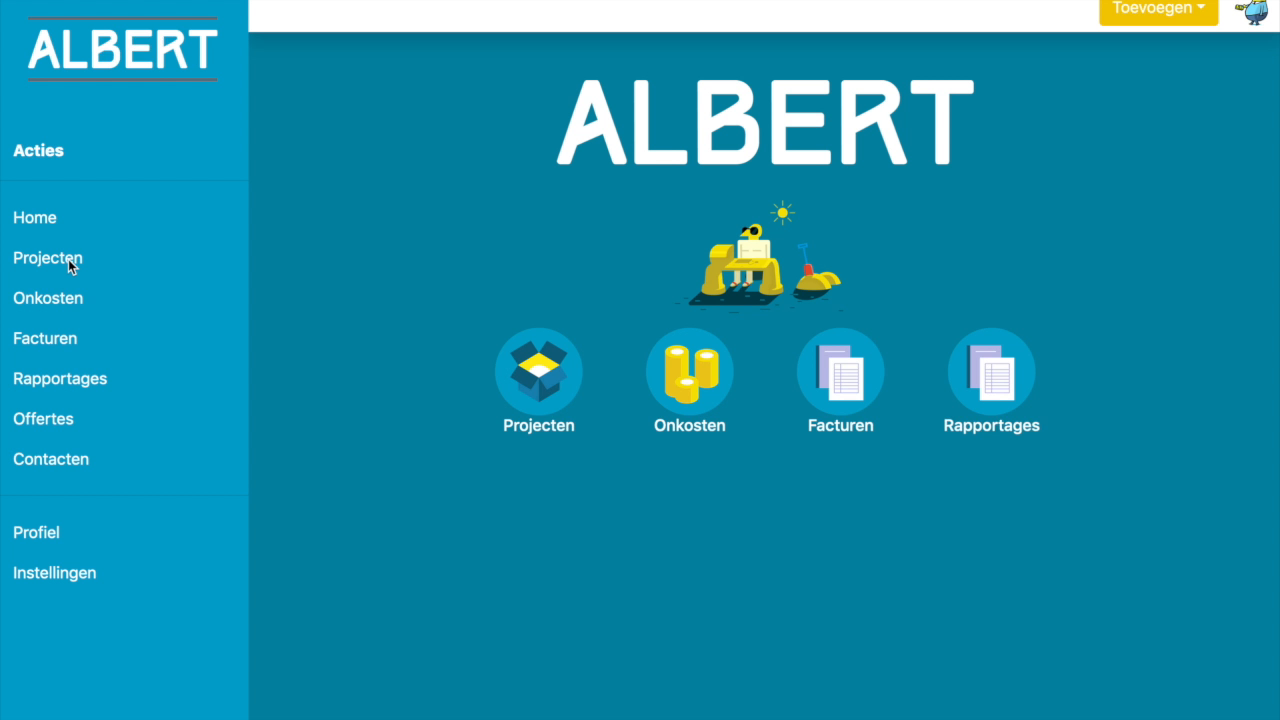 ALBERT
Toevoegen
Acties
Home
Projecten
Onkosten
Facturen
Rapportages
Offertes
Contacten
Profiel
Instellingen
ALBERT
Projecten
Onkosten
Facturen
Rapportages